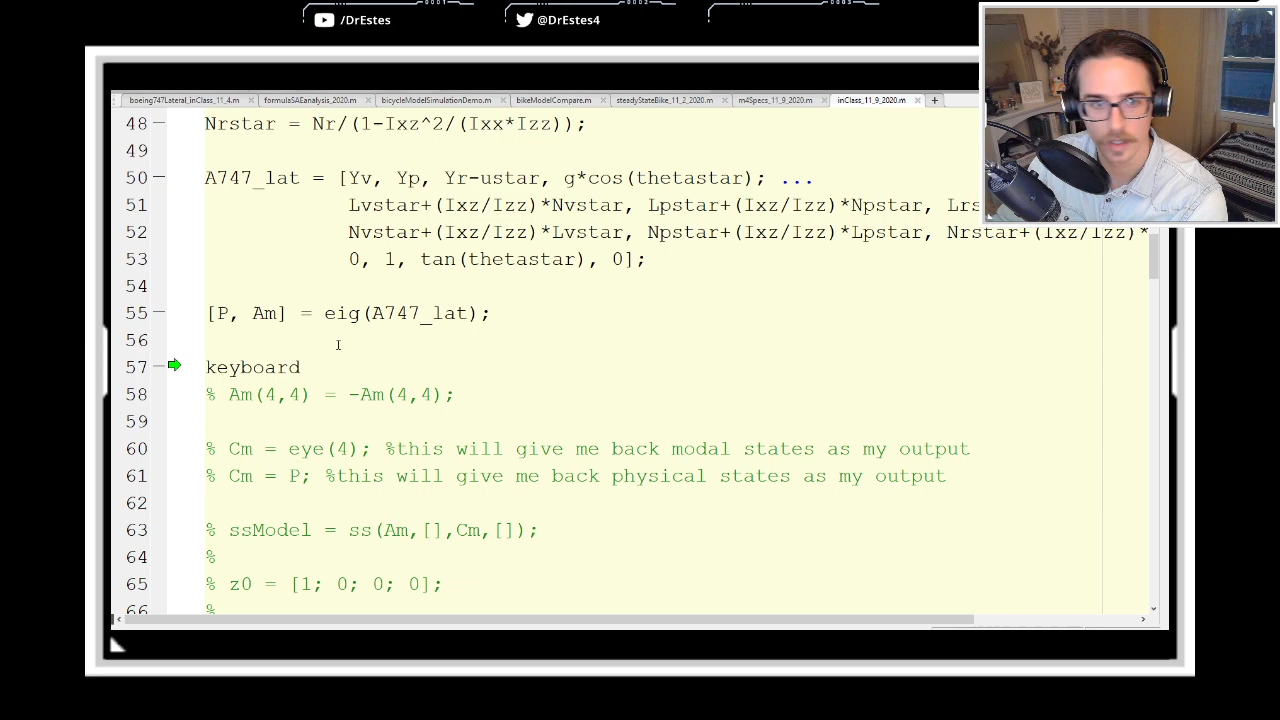 0001
0002
0003
/DrEstes
@DrEstes4
boeing747Lateral_inClass_11_4.m
formulaSAEanalysis_2020.m
bicycleModelSimulationDemo.m
bikeModelCompare.m
steadyStateBike_11_2_2020.m
m4Specs_11_9_2020.m
inClass_11_9_2020.m
48 Nrstar = Nr/(1-Ixz^2/(Ixx*Izz));
49
50 A747_lat = [Yv, Yp, Yr-ustar, g*cos(thetastar); ...
51 Lvstar+(Ixz/Izz)*Nvstar, Lpstar+(Ixz/Izz)*Npstar, Lrs
52 Nvstar+(Ixz/Izz)*Lvstar, Npstar+(Ixz/Izz)*Lpstar, Nrstar+(Ixz/Izz)*
53 0, 1, tan(thetastar), 0];
54
55 [P, Am] = eig(A747_lat);
56
57 keyboard
58 % Am(4,4) = -Am(4,4);
59
60 % Cm = eye(4); %this will give me back modal states as my output
61 % Cm = P; %this will give me back physical states as my output
62
63 % ssModel = ss(Am,[],Cm,[]);
64 %
65 % z0 = [1; 0; 0; 0];
66 %